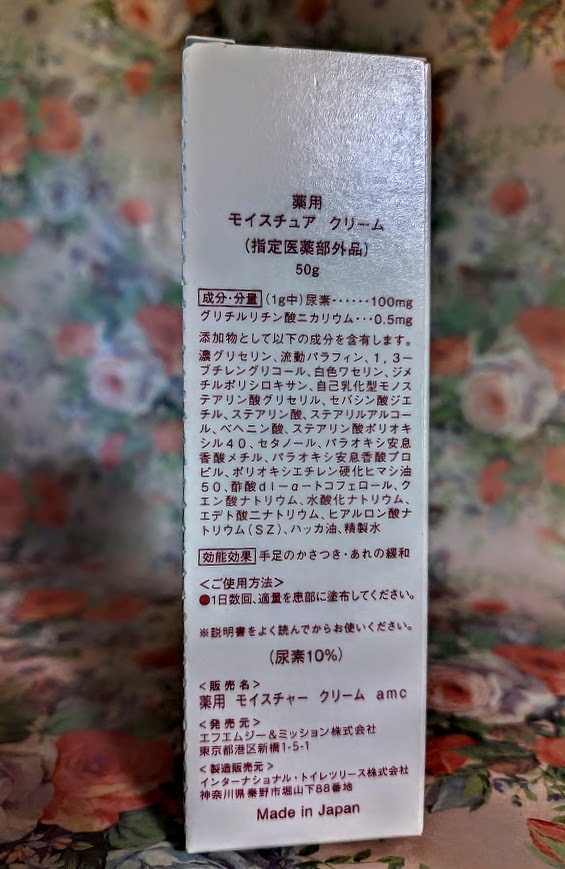 薬用
モイスチュア クリーム
（指定医薬部外品）
50g
成分・分量（1g中）尿素・・・・・・100mg
グリチルリチン酸ニカリウム・・・0.5mg
添加物として以下の成分を含有します。
濃グリセリン、流動パラフィン、1,3ー
ブチレングリコール、白色ワセリン、ジメ
チルポリシロキサン、自己乳化型モノス
テアリン酸グリセリル、セバシン酸ジエ
チル、ステアリン酸、ステアリルアルコー
ル、ベヘニン酸、ステアリン酸ポリオキ
シル40、セタノール、パラオキシ安息
香酸メチル、パラオキシ安息香酸プロ
ピル、ポリオキシエチレン硬化ヒマシ油
50、酢酸dl-α-トコフェロール、ク
エン酸ナトリウム、水酸化ナトリウム、
エデト酸ニナトリウム、ヒアルロン酸ナ
トリウム(SZ)、ハッカ油、精製水
効能効果 手足のかさつき・あれの緩和
＜ご使用方法＞
●1日数回、適量を患部に塗布してください。
※説明書をよく読んでからお使いください。
（尿素10%）
＜販売名＞
薬用 モイスチャー クリーム amc
＜発売元＞
エフエムジー&ミッション株式会社
東京都港区新橋1-5-1
＜製造販売元＞
インターナショナル・トイレツリース株式会社
神奈川県秦野市堀山下88番地
Made in Japan